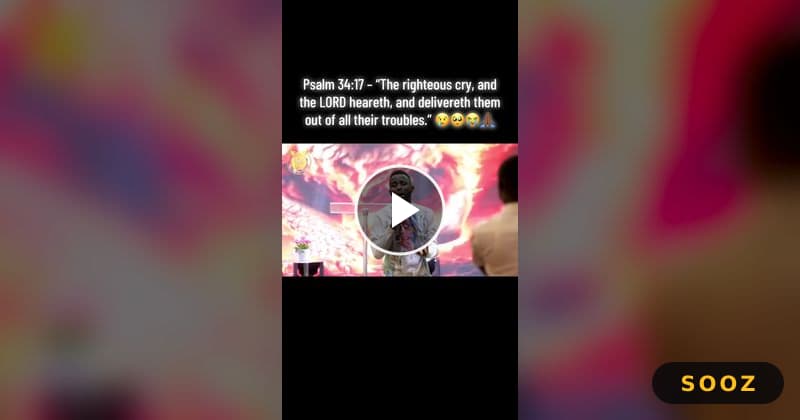 Psalm 34:17 – “The righteous cry, and
the LORD heareth, and delivereth them
out of all their troubles.” 😢🥺😭🙏🏾
SOOZ